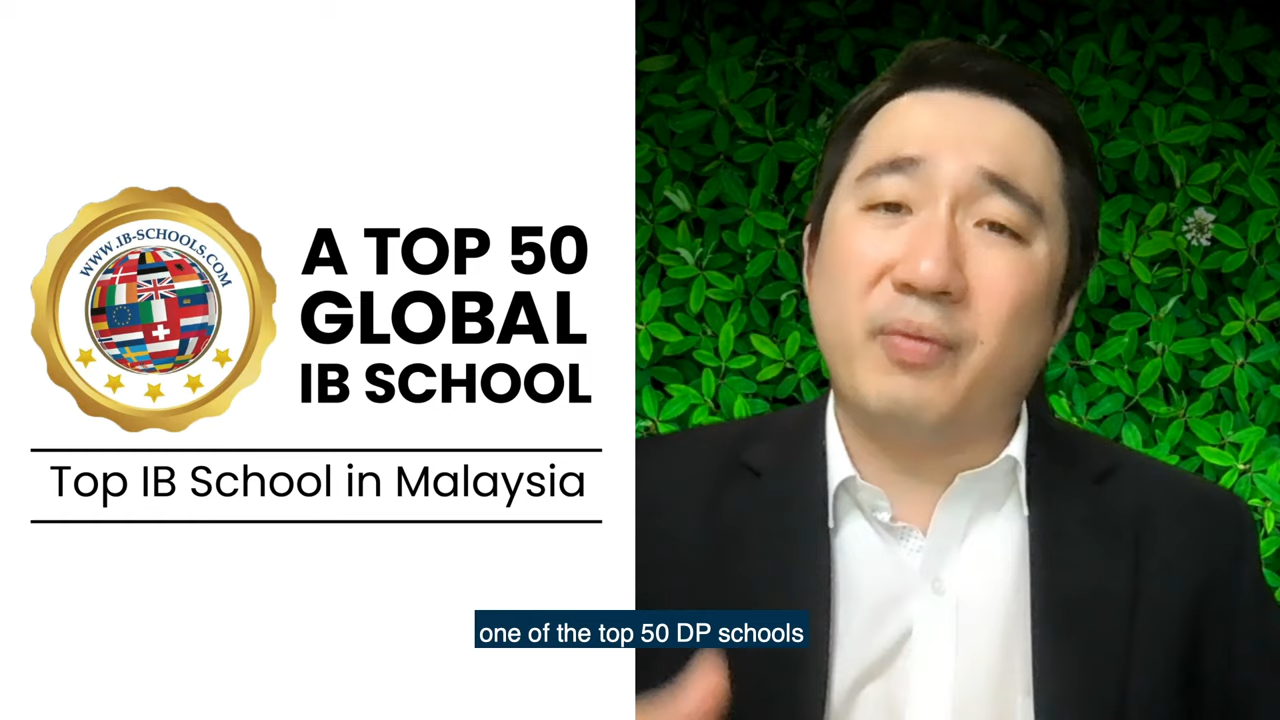 WWW.IB-SCHOOLS.COM
A TOP 50
GLOBAL
IB SCHOOL
Top IB School in Malaysia
one of the top 50 DP schools